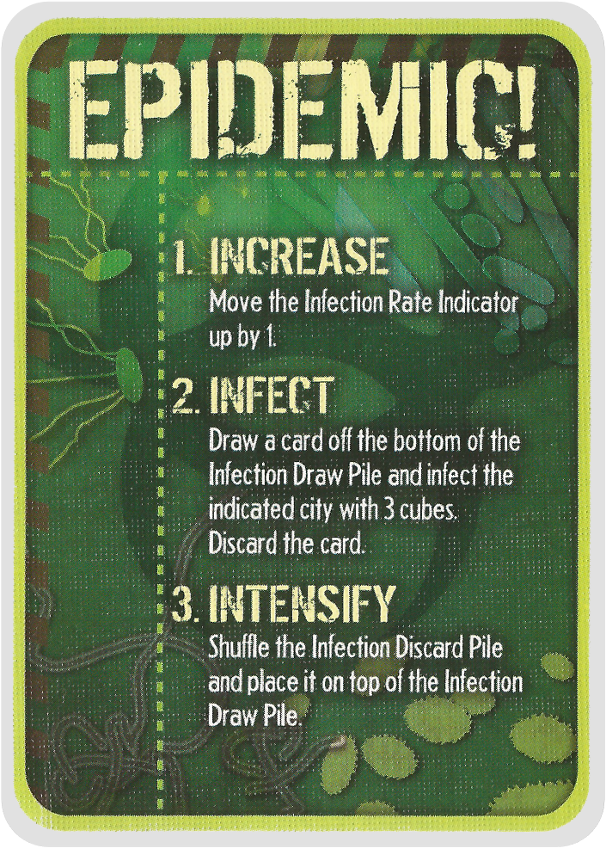 EPIDEMIC!
1. INCREASE
Move the Infection Rate Indicator
up by 1.
2. INFECT
Draw a card off the bottom of the
Infection Draw Pile and infect the
indicated city with 3 cubes.
Discard the card.
3. INTENSIFY
Shuffle the Infection Discard Pile
and place it on top of the Infection
Draw Pile.